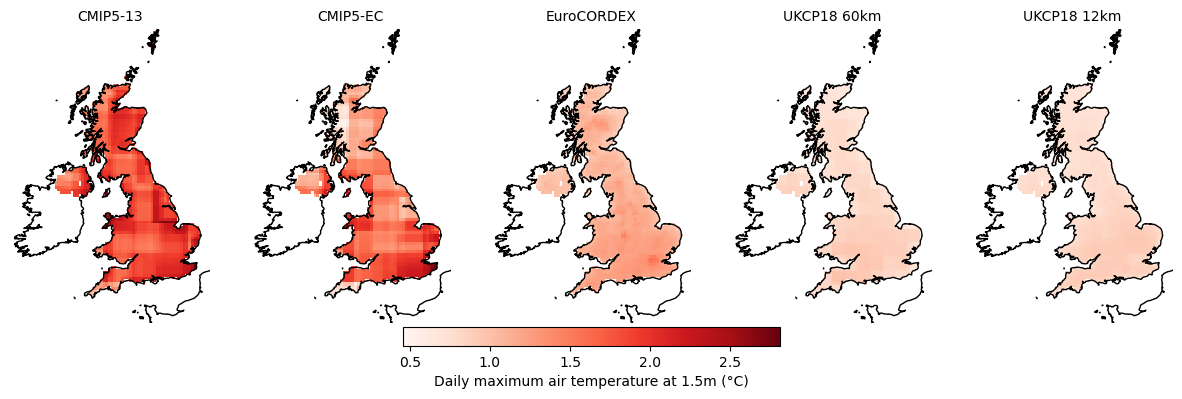 CMIP5-13
CMIP5-EC
EuroCORDEX
UKCP18 60km
UKCP18 12km
0.5 1.0 1.5 2.0 2.5
Daily maximum air temperature at 1.5m (°C)